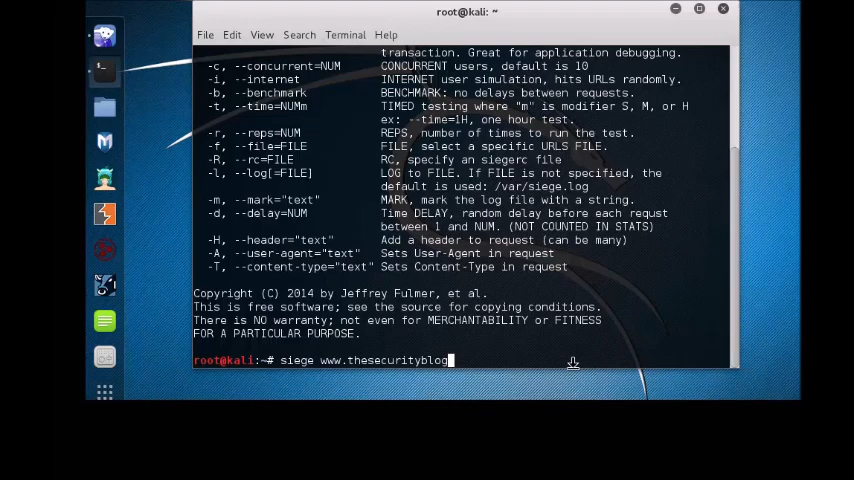 root@kali: ~
File Edit View Search Terminal Help
transaction. Great for application debugging.
-c, --concurrent=NUM CONCURRENT users, default is 10
-i, --internet INTERNET user simulation, hits URLs randomly.
-b, --benchmark BENCHMARK: no delays between requests.
-t, --time=NUMm TIMED testing where "m" is modifier S, M, or H
ex: --time=1H, one hour test.
-r, --reps=NUM REPS, number of times to run the test.
-f, --file=FILE FILE, select a specific URLS FILE.
-R, --rc=FILE RC, specify an siegerc file
-l, --log[=FILE] LOG to FILE. If FILE is not specified, the
default is used: /var/siege.log
-m, --mark="text" MARK, mark the log file with a string.
-d, --delay=NUM Time DELAY, random delay before each requst
between 1 and NUM. (NOT COUNTED IN STATS)
-H, --header="text" Add a header to request (can be many)
-A, --user-agent="text" Sets User-Agent in request
-T, --content-type="text" Sets Content-Type in request
Copyright (C) 2014 by Jeffrey Fulmer, et al.
This is free software; see the source for copying conditions.
There is NO warranty; not even for MERCHANTABILITY or FITNESS
FOR A PARTICULAR PURPOSE.
root@kali:~# siege www.thesecurityblog